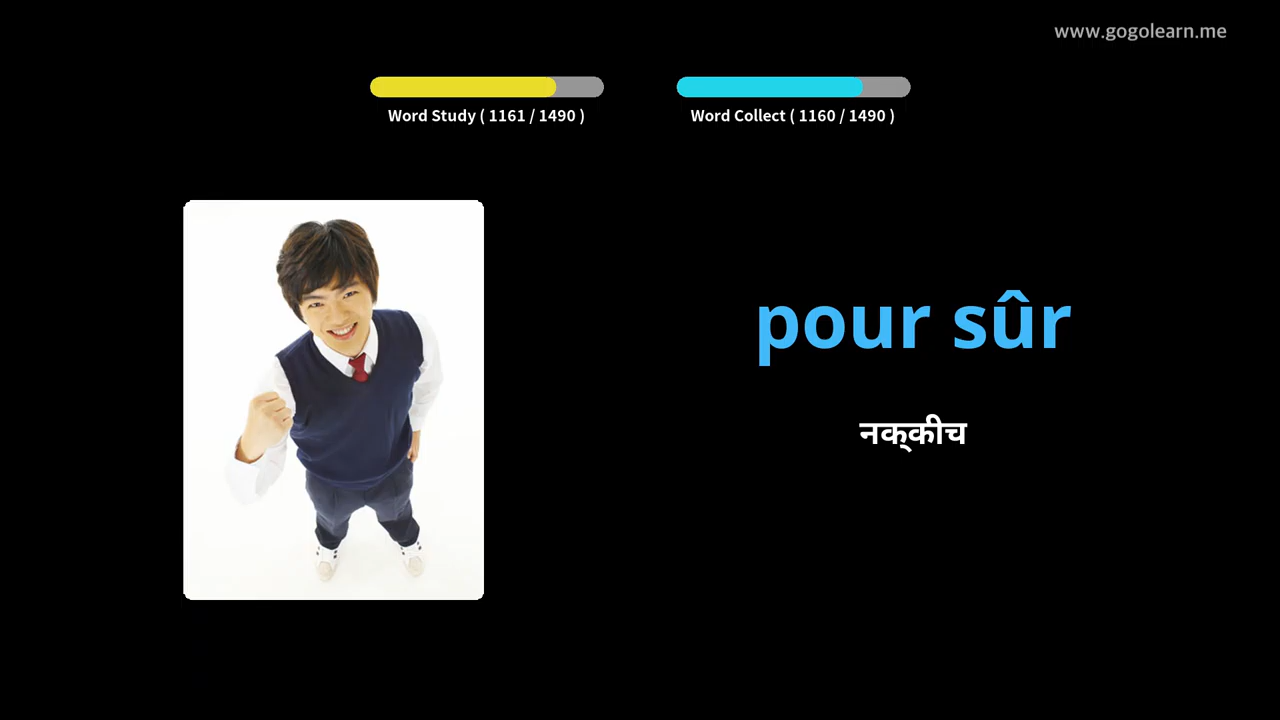 www.gogolearn.me
Word Study ( 1161 / 1490 )
Word Collect ( 1160 / 1490 )
pour sûr
नक्‌कीच